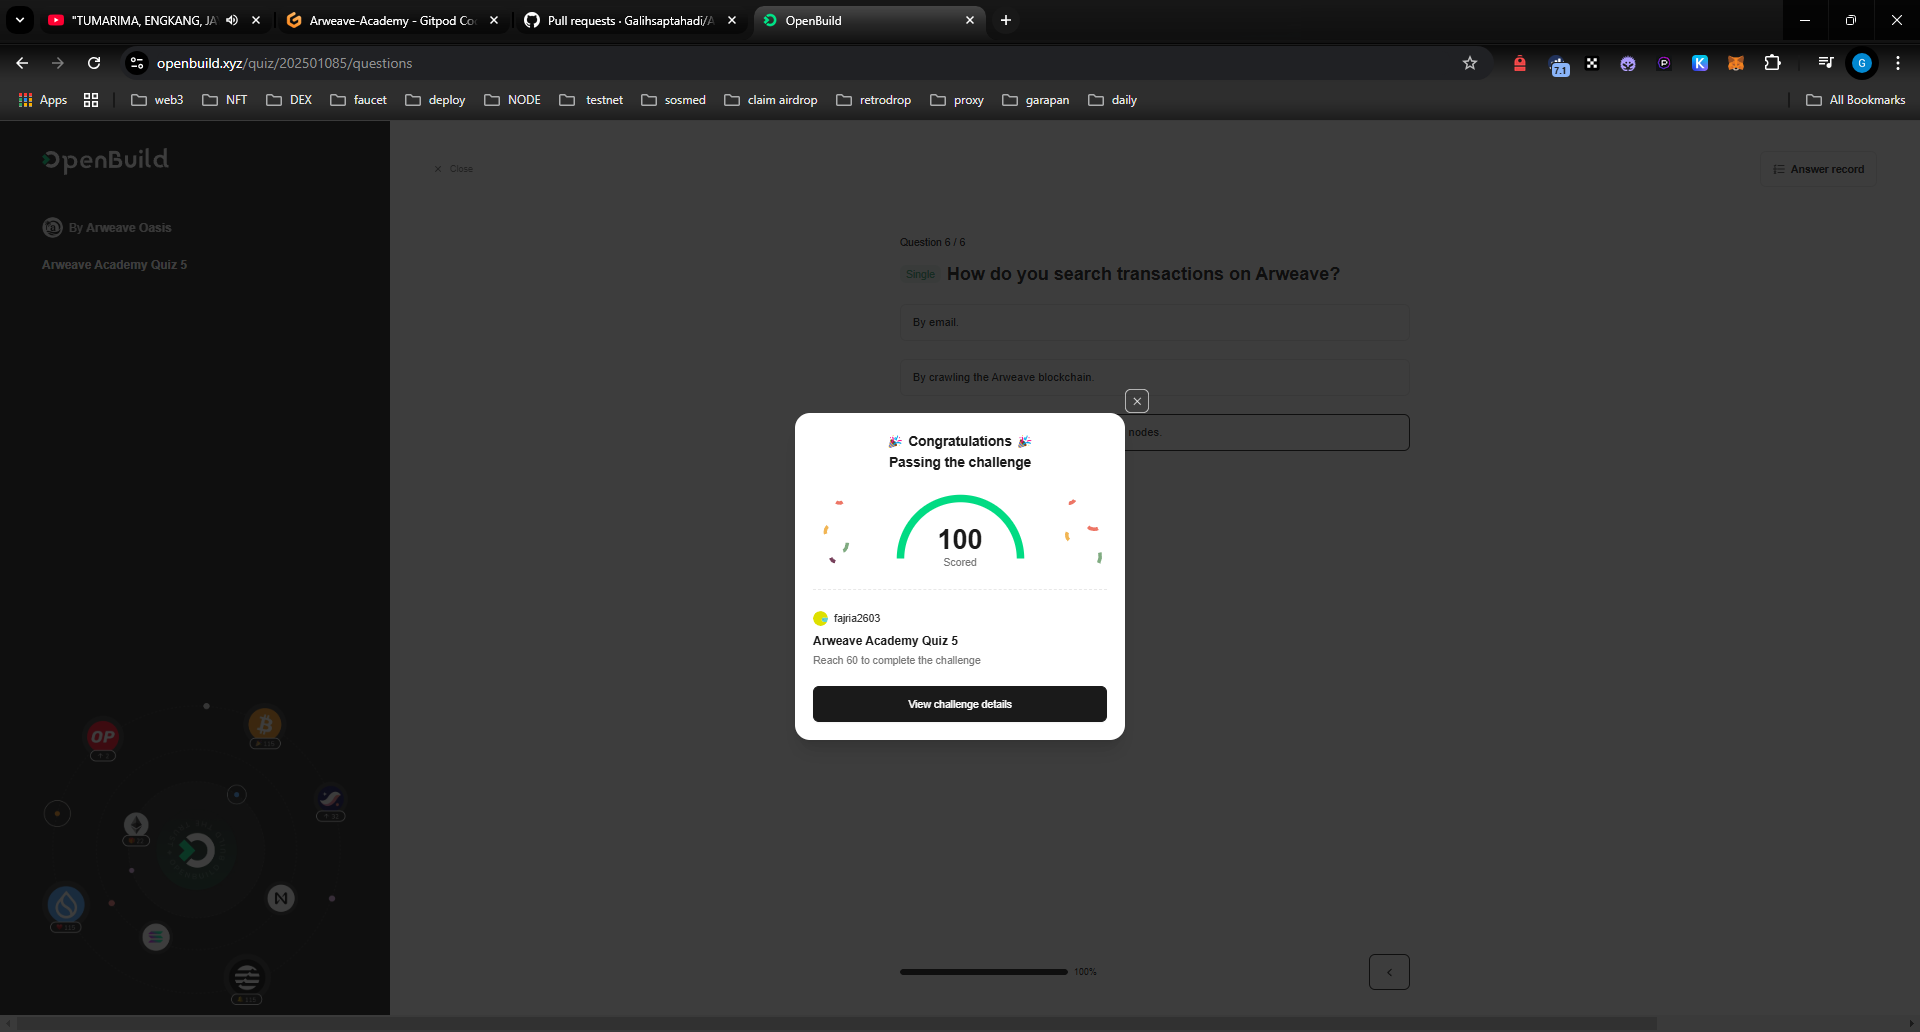 "TUMARIMA, ENGKANG, JA
Arweave-Academy - Gitpod Co
Pull requests · Galihsaptahadi/A
OpenBuild
openbuild.xyz/quiz/202501085/questions
7.1
G
Apps
web3
NFT
DEX
faucet
deploy
NODE
testnet
sosmed
claim airdrop
retrodrop
proxy
garapan
daily
All Bookmarks
OpenBuild
Close
Answer record
By Arweave Oasis
Arweave Academy Quiz 5
Question 6 / 6
Single How do you search transactions on Arweave?
By email.
By crawling the Arweave blockchain.
nodes.
Congratulations
Passing the challenge
100
Scored
fajria2603
Arweave Academy Quiz 5
Reach 60 to complete the challenge
View challenge details
OP
100%